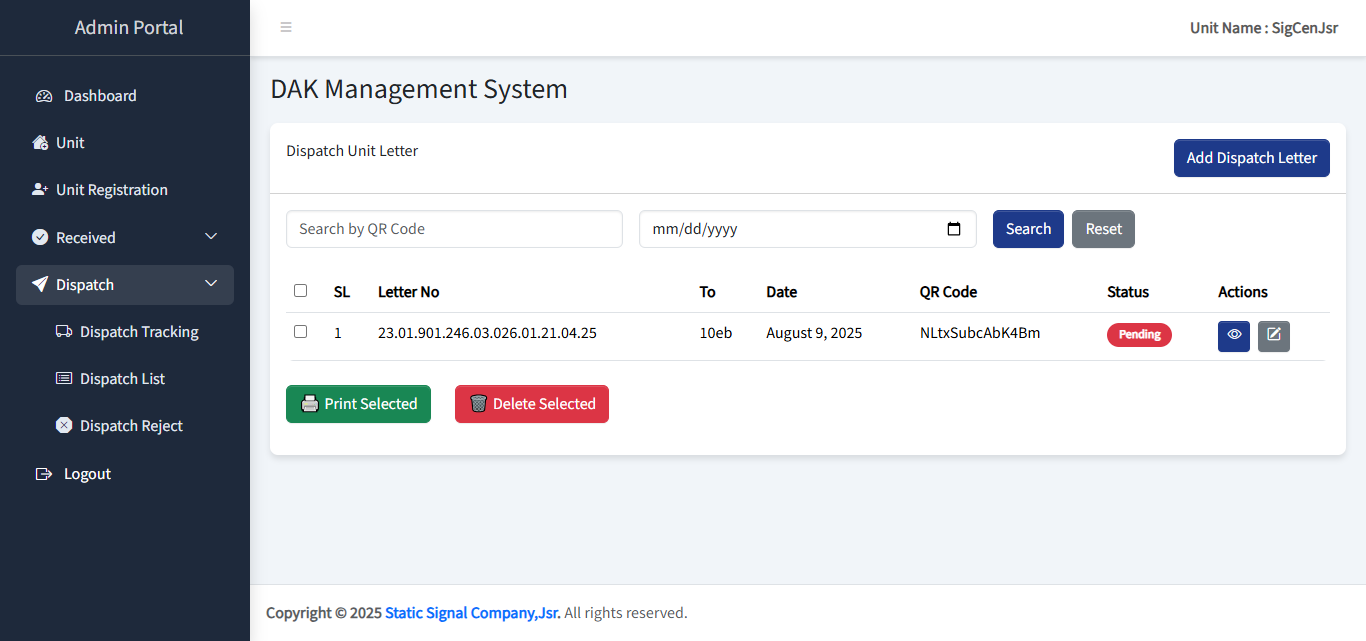 Admin Portal
Unit Name : SigCenJsr
Dashboard
Unit
Unit Registration
Received
Dispatch
Dispatch Tracking
Dispatch List
Dispatch Reject
Logout
DAK Management System
Dispatch Unit Letter
Add Dispatch Letter
Search by QR Code
mm/dd/yyyy
Search
Reset
SL Letter No To Date QR Code Status Actions
1 23.01.901.246.03.026.01.21.04.25 10eb August 9, 2025 NLtxSubcAbK4Bm Pending
Print Selected
Delete Selected
Copyright © 2025 Static Signal Company,Jsr. All rights reserved.